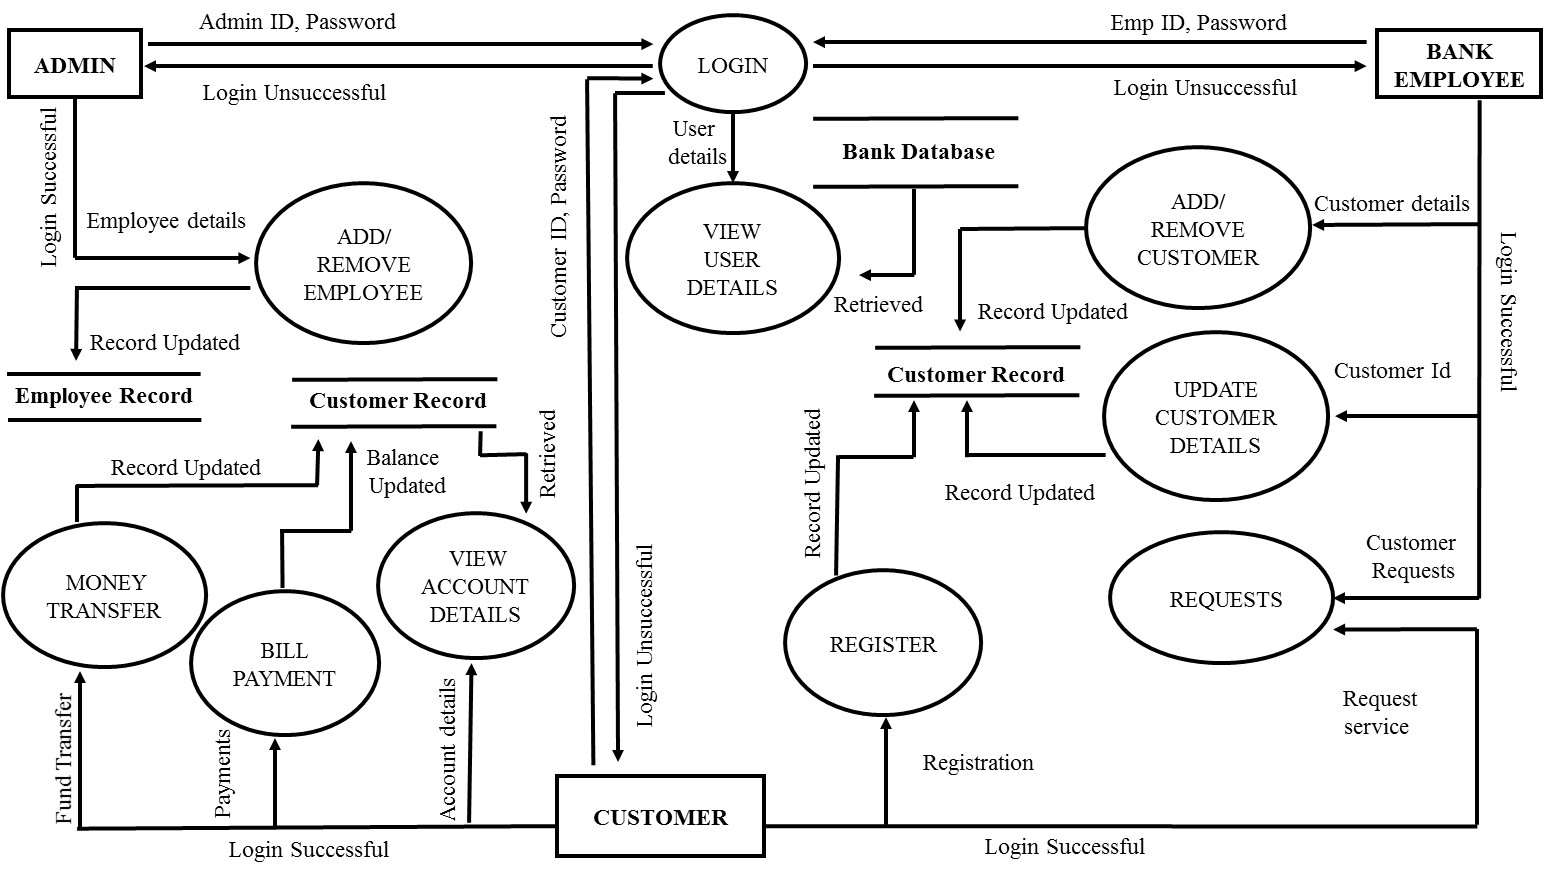 Admin ID, Password
Emp ID, Password
ADMIN
LOGIN
BANK
EMPLOYEE
Login Unsuccessful
Login Unsuccessful
Login Successful
Customer ID, Password
User
details
Bank Database
ADD/
REMOVE
CUSTOMER
Customer details
Employee details
ADD/
REMOVE
EMPLOYEE
VIEW
USER
DETAILS
Retrieved
Record Updated
Login Successful
Record Updated
Employee Record
Customer Record
Customer Record
UPDATE
CUSTOMER
DETAILS
Customer Id
Record Updated
Balance
Updated
Retrieved
Record Updated
Record Updated
MONEY
TRANSFER
BILL
PAYMENT
VIEW
ACCOUNT
DETAILS
Login Unsuccessful
REGISTER
REQUESTS
Customer
Requests
Request
service
Fund Transfer
Payments
Account details
Registration
CUSTOMER
Login Successful
Login Successful